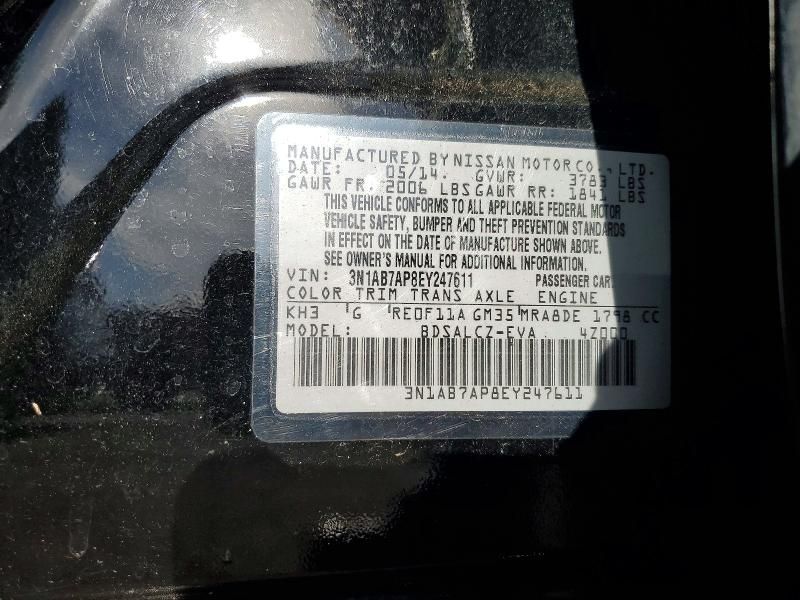 MANUFACTURED BY NISSAN MOTOR CO., LTD.
DATE: 05/14. GVWR: 3783 LBS
GAWR FR. 2006 LBS GAWR RR: 1841 LBS
THIS VEHICLE CONFORMS TO ALL APPLICABLE FEDERAL MOTOR
VEHICLE SAFETY, BUMPER AND THEFT PREVENTION STANDARDS
IN EFFECT ON THE DATE OF MANUFACTURE SHOWN ABOVE.
SEE OWNER'S MANUAL FOR ADDITIONAL INFORMATION.
VIN: 3N1AB7AP8EY247611 PASSENGER CAR
COLOR TRIM TRANS AXLE ENGINE
KH3 G RE0F11A GM35 MRA8DE 1798 CC
MODEL: BDSALCZ-EVA 4Z000
3N1AB7AP8EY247611